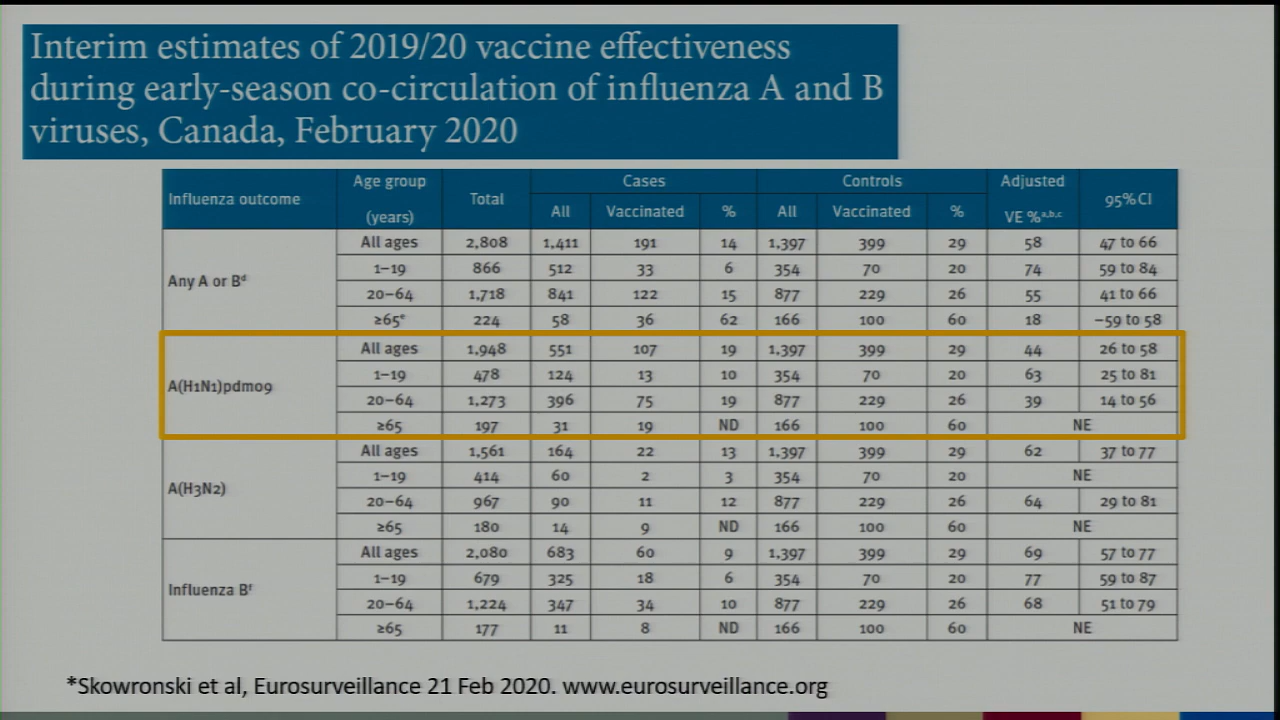 Interim estimates of 2019/20 vaccine effectiveness
during early-season co-circulation of influenza A and B
viruses, Canada, February 2020
Influenza outcome Age group (years) Total Cases Controls Adjusted VE %a,b,c 95% CI
All Vaccinated % All Vaccinated %
Any A or Bd
All ages 2,808 1,411 191 14 1,397 399 29 58 47 to 66
1–19 866 512 33 6 354 70 20 74 59 to 84
20–64 1,718 841 122 15 877 229 26 55 41 to 66
≥65e 224 58 36 62 166 100 60 18 −59 to 58
A(H1N1)pdm09
All ages 1,948 551 107 19 1,397 399 29 44 26 to 58
1–19 478 124 13 10 354 70 20 63 25 to 81
20–64 1,273 396 75 19 877 229 26 39 14 to 56
≥65 197 31 19 ND 166 100 60 NE
A(H3N2)
All ages 1,561 164 22 13 1,397 399 29 62 37 to 77
1–19 414 60 2 3 354 70 20 NE
20–64 967 90 11 12 877 229 26 64 29 to 81
≥65 180 14 9 ND 166 100 60 NE
Influenza Bf
All ages 2,080 683 60 9 1,397 399 29 69 57 to 77
1–19 679 325 18 6 354 70 20 77 59 to 87
20–64 1,224 347 34 10 877 229 26 68 51 to 79
≥65 177 11 8 ND 166 100 60 NE
*Skowronski et al, Eurosurveillance 21 Feb 2020. www.eurosurveillance.org